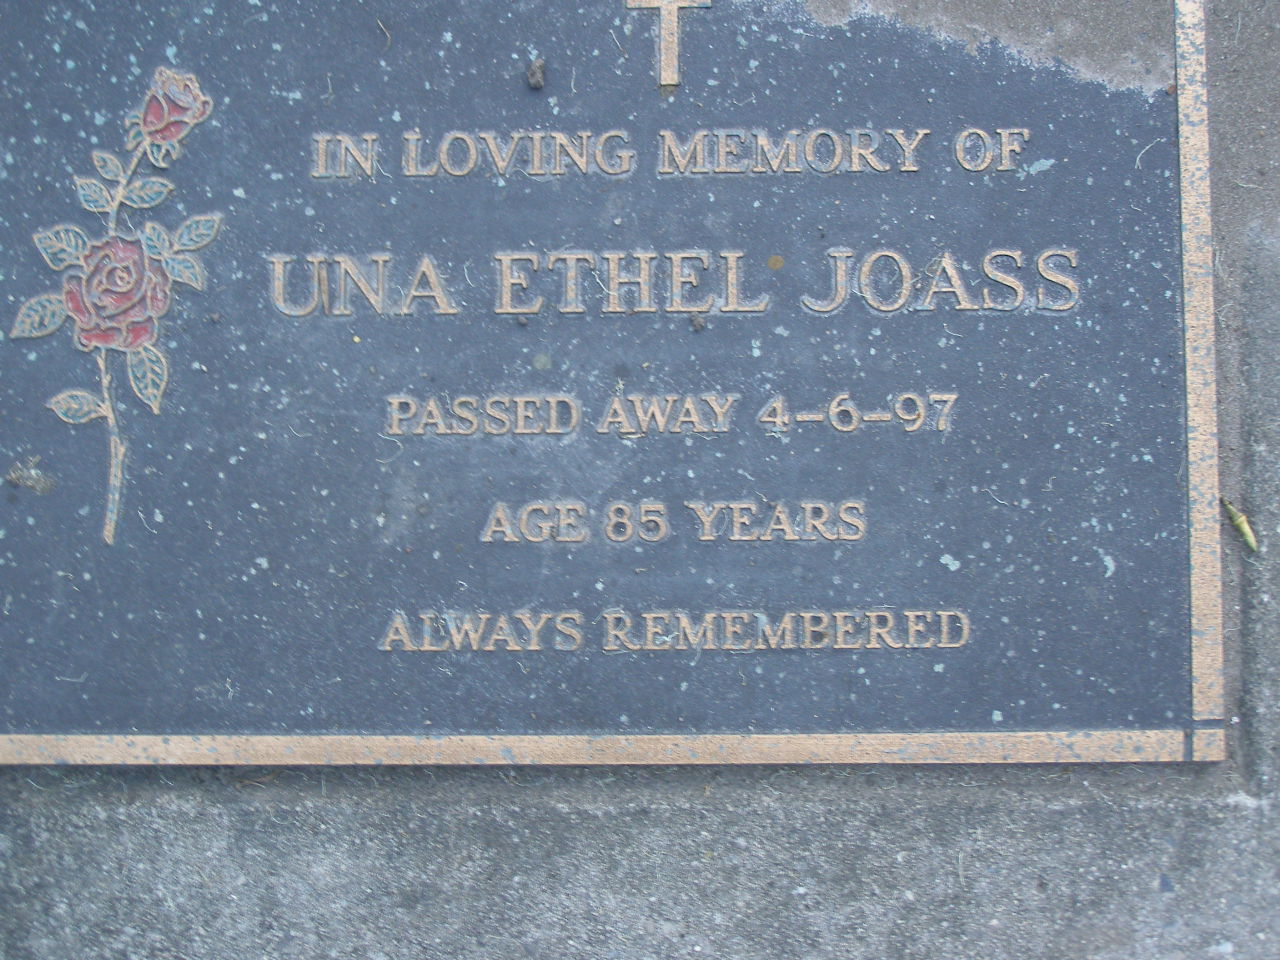 IN LOVING MEMORY OF
UNA ETHEL JOASS
PASSED AWAY 4-6-97
AGE 85 YEARS
ALWAYS REMEMBERED